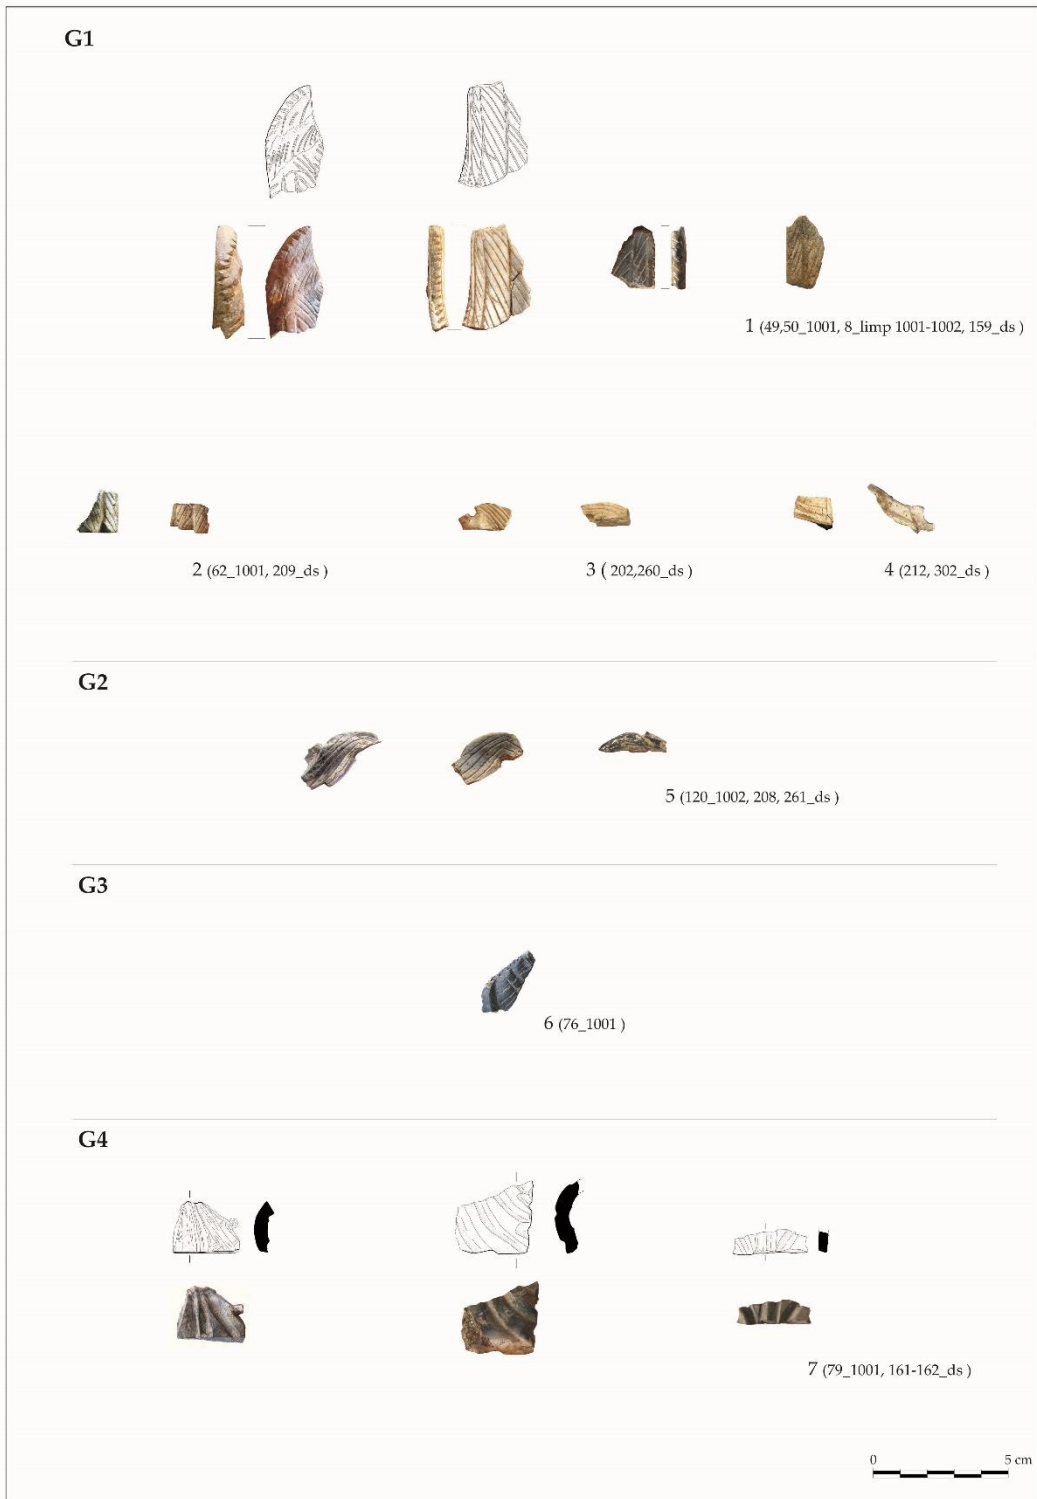 G1
1 (49,50_1001, 8_limp 1001-1002, 159_ds )
2 (62_1001, 209_ds )
3 ( 202,260_ds )
4 (212, 302_ds )
G2
5 (120_1002, 208, 261_ds )
G3
6 (76_1001 )
G4
7 (79_1001, 161-162_ds )
0 5 cm